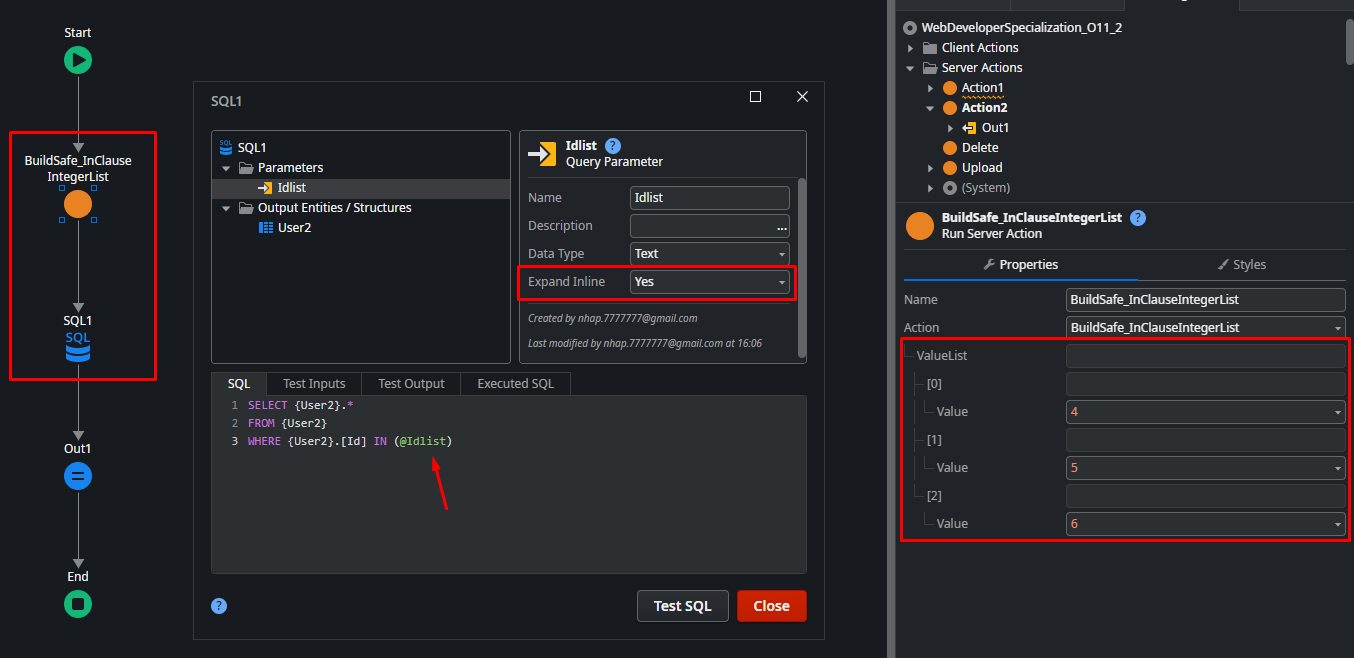 Start
BuildSafe_InClause
IntegerList
SQL1
SQL
Out1
End
SQL1
SQL
SQL1
Parameters
Idlist
Output Entities / Structures
User2
Idlist ?
Query Parameter
Name Idlist
Description ...
Data Type Text
Expand Inline Yes
Created by nhap.7777777@gmail.com
Last modified by nhap.7777777@gmail.com at 16:06
SQL Test Inputs Test Output Executed SQL
1 SELECT {User2}.*
2 FROM {User2}
3 WHERE {User2}.[Id] IN (@Idlist)
?
Test SQL Close
WebDeveloperSpecialization_O11_2
Client Actions
Server Actions
Action1
Action2
Out1
Delete
Upload
(System)
BuildSafe_InClauseIntegerList ?
Run Server Action
Properties Styles
Name BuildSafe_InClauseIntegerList
Action BuildSafe_InClauseIntegerList
ValueList
[0]
Value 4
[1]
Value 5
[2]
Value 6